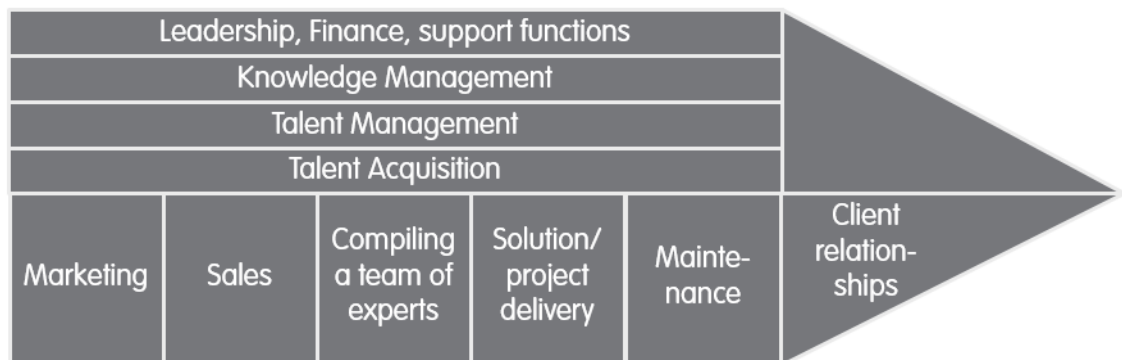 Leadership, Finance, support functions
Knowledge Management
Talent Management
Talent Acquisition
Marketing
Sales
Compiling
a team of
experts
Solution/
project
delivery
Mainte-
nance
Client
relation-
ships